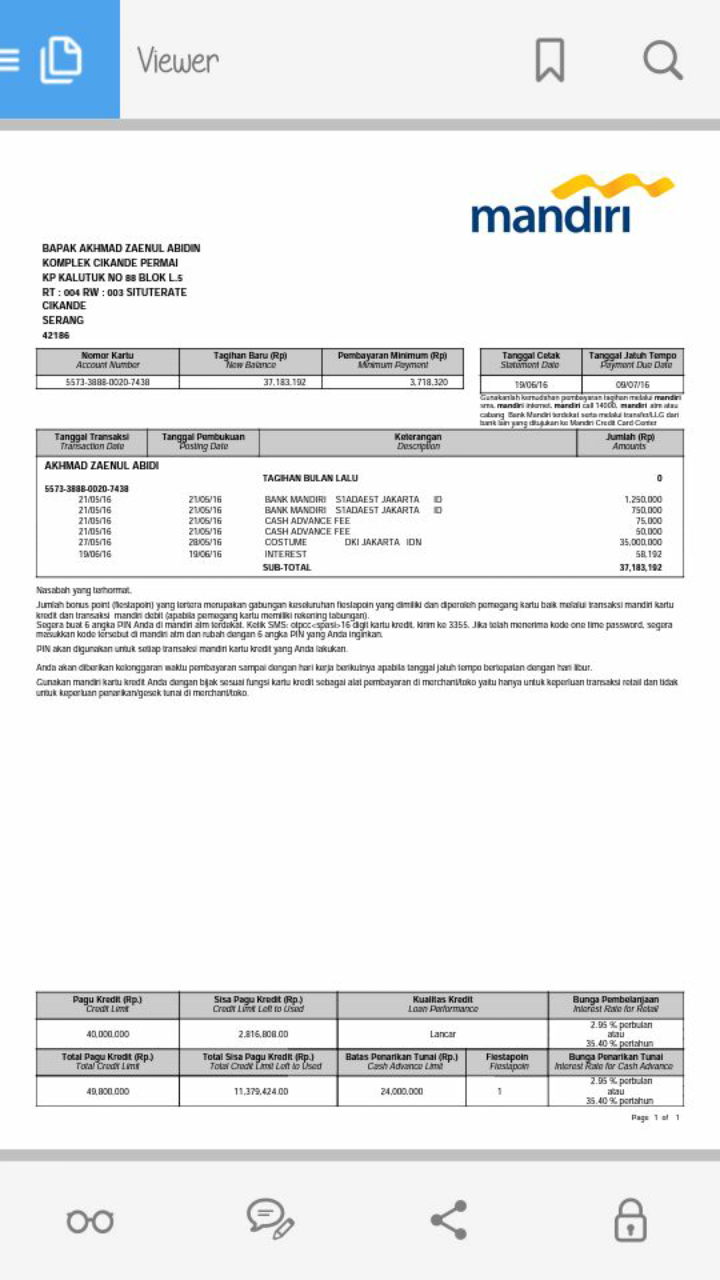 Viewer
mandiri
BAPAK AKHMAD ZAENUL ABIDIN
KOMPLEK CIKANDE PERMAI
KP KALUTUK NO 88 BLOK L.5
RT : 004 RW : 003 SITUTERATE
CIKANDE
SERANG
42186
Nomor Kartu Tagihan Baru (Rp) Pembayaran Minimum (Rp) Tanggal Cetak Tanggal Jatuh Tempo
Account Number New Balance Minimum Payment Statement Date Payment Due Date
5573-3888-0020-7438 37,183,192 3,718,320 19/06/16 09/07/16
Gunakanlah kemudahan pembayaran tagihan melalui mandiri
sms, mandiri internet, mandiri call 14000, mandiri atm atau
cabang Bank Mandiri terdekat serta melalui transfer/LLG dari
bank lain yang ditujukan ke Mandiri Credit Card Center
Tanggal Transaksi Tanggal Pembukuan Keterangan Jumlah (Rp)
Transaction Date Posting Date Description Amounts
AKHMAD ZAENUL ABIDI
TAGIHAN BULAN LALU 0
5573-3888-0020-7438
21/05/16 21/05/16 BANK MANDIRI S1ADAEST JAKARTA ID 1,250,000
21/05/16 21/05/16 BANK MANDIRI S1ADAEST JAKARTA ID 750,000
21/05/16 21/05/16 CASH ADVANCE FEE 75,000
21/05/16 21/05/16 CASH ADVANCE FEE 50,000
27/05/16 28/05/16 COSTUME DKI JAKARTA IDN 35,000,000
19/06/16 19/06/16 INTEREST 58,192
SUB-TOTAL 37,183,192
Nasabah yang terhormat,
Jumlah bonus point (fiestapoin) yang tertera merupakan gabungan keseluruhan fiestapoin yang dimiliki dan diperoleh pemegang kartu baik melalui transaksi mandiri kartu
kredit dan transaksi mandiri debit (apabila pemegang kartu memiliki rekening tabungan).
Segera buat 6 angka PIN Anda di mandiri atm terdekat. Ketik SMS: otpcc<spasi>16 digit kartu kredit, kirim ke 3355. Jika telah menerima kode one time password, segera
masukkan kode tersebut di mandiri atm dan rubah dengan 6 angka PIN yang Anda inginkan.
PIN akan digunakan untuk setiap transaksi mandiri kartu kredit yang Anda lakukan.
Anda akan diberikan kelonggaran waktu pembayaran sampai dengan hari kerja berikutnya apabila tanggal jatuh tempo bertepatan dengan hari libur.
Gunakan mandiri kartu kredit Anda dengan bijak sesuai fungsi kartu kredit sebagai alat pembayaran di merchant/toko yaitu hanya untuk keperluan transaksi retail dan tidak
untuk keperluan penarikan/gesek tunai di merchant/toko.
Pagu Kredit (Rp.) Sisa Pagu Kredit (Rp.) Kualitas Kredit Bunga Pembelanjaan
Credit Limit Credit Limit Left to Used Loan Performance Interest Rate for Retail
40,000,000 2,816,808.00 Lancar 2.95 % perbulan
atau
35.40 % pertahun
Total Pagu Kredit (Rp.) Total Sisa Pagu Kredit (Rp.) Batas Penarikan Tunai (Rp.) Fiestapoin Bunga Penarikan Tunai
Total Credit Limit Total Credit Limit Left to Used Cash Advance Limit Fiestapoin Interest Rate for Cash Advance
49,800,000 11,379,424.00 24,000,000 1 2.95 % perbulan
atau
35.40 % pertahun
Page 1 of 1